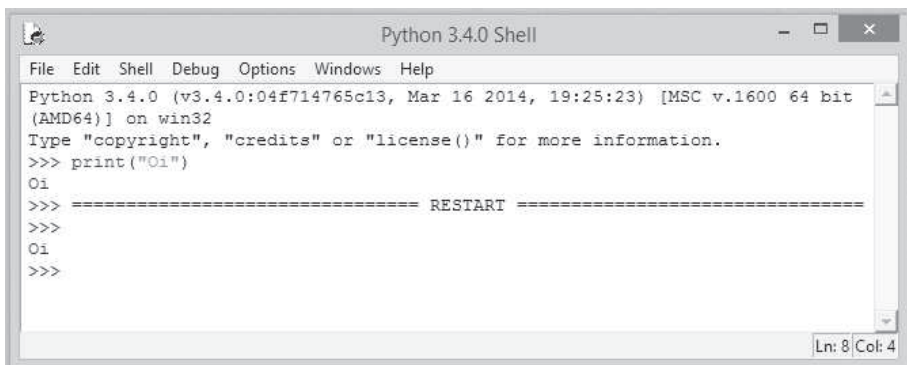 Python 3.4.0 Shell
File Edit Shell Debug Options Windows Help
Python 3.4.0 (v3.4.0:04f714765c13, Mar 16 2014, 19:25:23) [MSC v.1600 64 bit
(AMD64)] on win32
Type "copyright", "credits" or "license()" for more information.
>>> print("Oi")
Oi
>>> ================================ RESTART ================================
>>>
Oi
>>>
Ln: 8 Col: 4